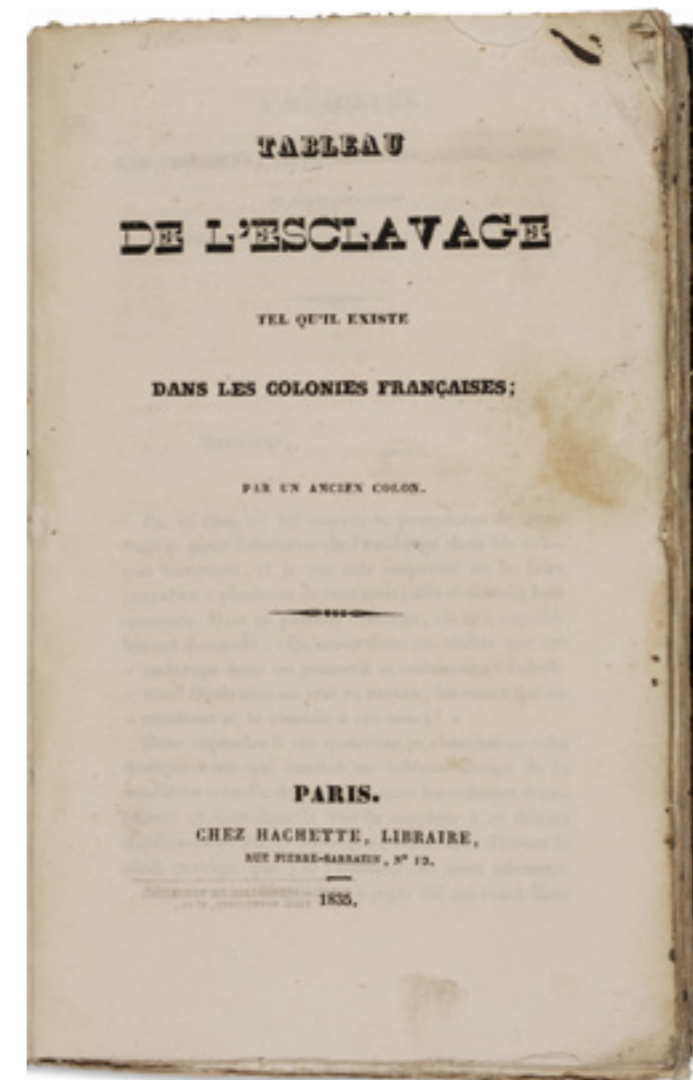 TABLEAU
DE L'ESCLAVAGE
TEL QU'IL EXISTE
DANS LES COLONIES FRANÇAISES;
PAR UN ANCIEN COLON.
PARIS.
CHEZ HACHETTE, LIBRAIRE,
RUE PIERRE-SARRAZIN, N° 12.
1835.